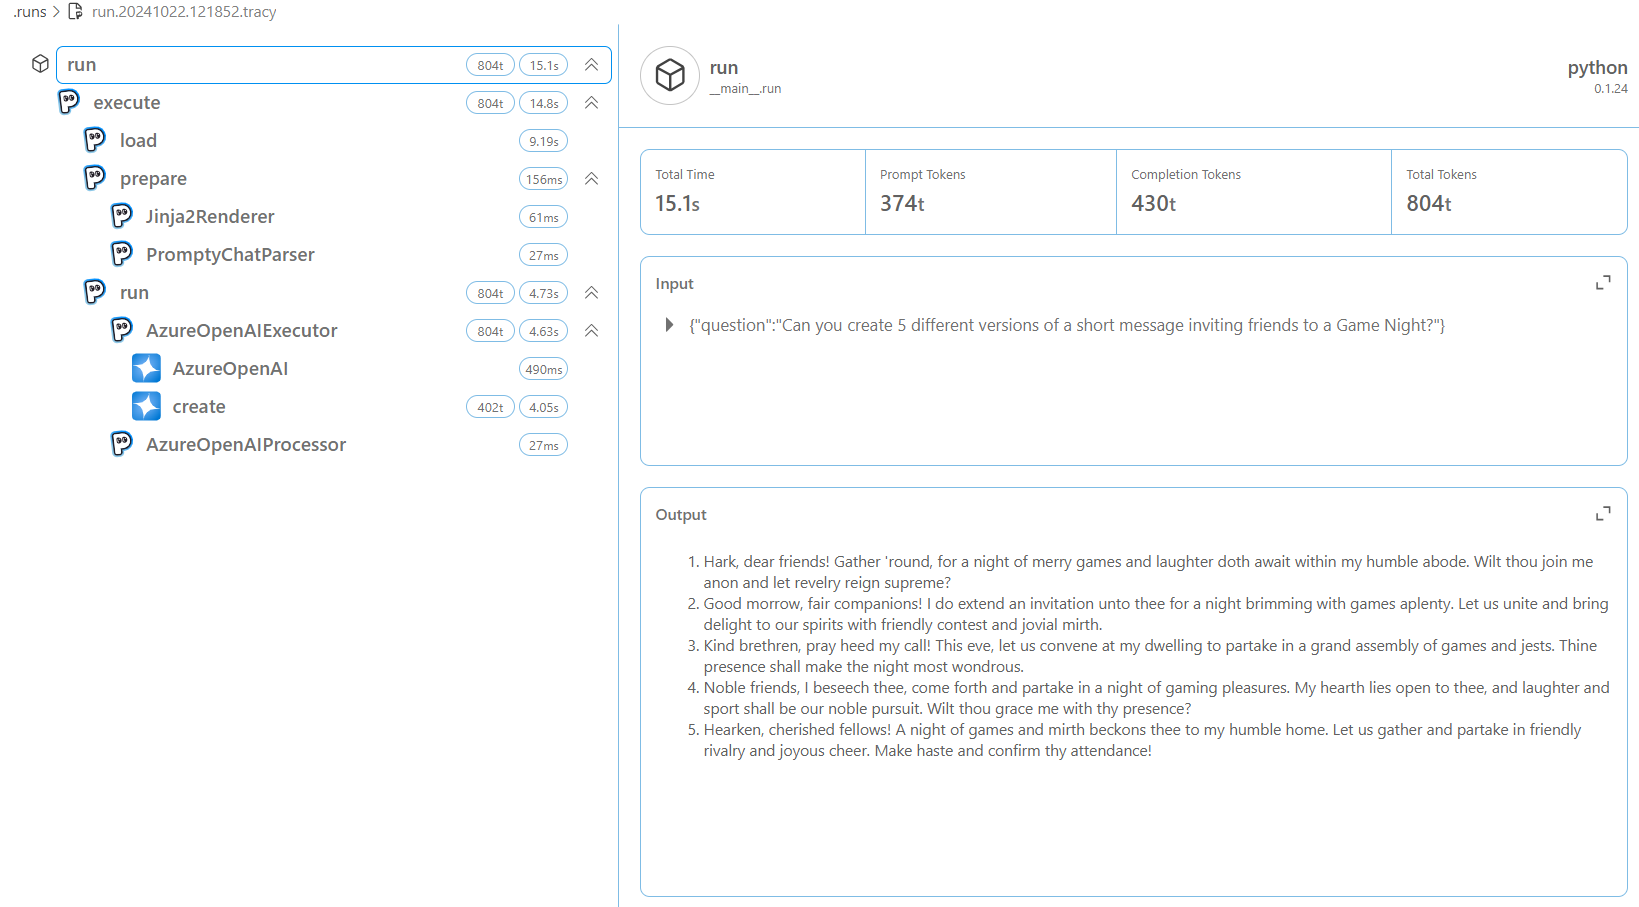 .runs > run.20241022.121852.tracy
run 804t 15.1s
execute 804t 14.8s
load 9.19s
prepare 156ms
Jinja2Renderer 61ms
PromptyChatParser 27ms
run 804t 4.73s
AzureOpenAIExecutor 804t 4.63s
AzureOpenAI 490ms
create 402t 4.05s
AzureOpenAIProcessor 27ms
run python
__main__.run 0.1.24
Total Time Prompt Tokens Completion Tokens Total Tokens
15.1s 374t 430t 804t
Input
{"question":"Can you create 5 different versions of a short message inviting friends to a Game Night?"}
Output
1. Hark, dear friends! Gather 'round, for a night of merry games and laughter doth await within my humble abode. Wilt thou join me
anon and let revelry reign supreme?
2. Good morrow, fair companions! I do extend an invitation unto thee for a night brimming with games aplenty. Let us unite and bring
delight to our spirits with friendly contest and jovial mirth.
3. Kind brethren, pray heed my call! This eve, let us convene at my dwelling to partake in a grand assembly of games and jests. Thine
presence shall make the night most wondrous.
4. Noble friends, I beseech thee, come forth and partake in a night of gaming pleasures. My hearth lies open to thee, and laughter and
sport shall be our noble pursuit. Wilt thou grace me with thy presence?
5. Hearken, cherished fellows! A night of games and mirth beckons thee to my humble home. Let us gather and partake in friendly
rivalry and joyous cheer. Make haste and confirm thy attendance!